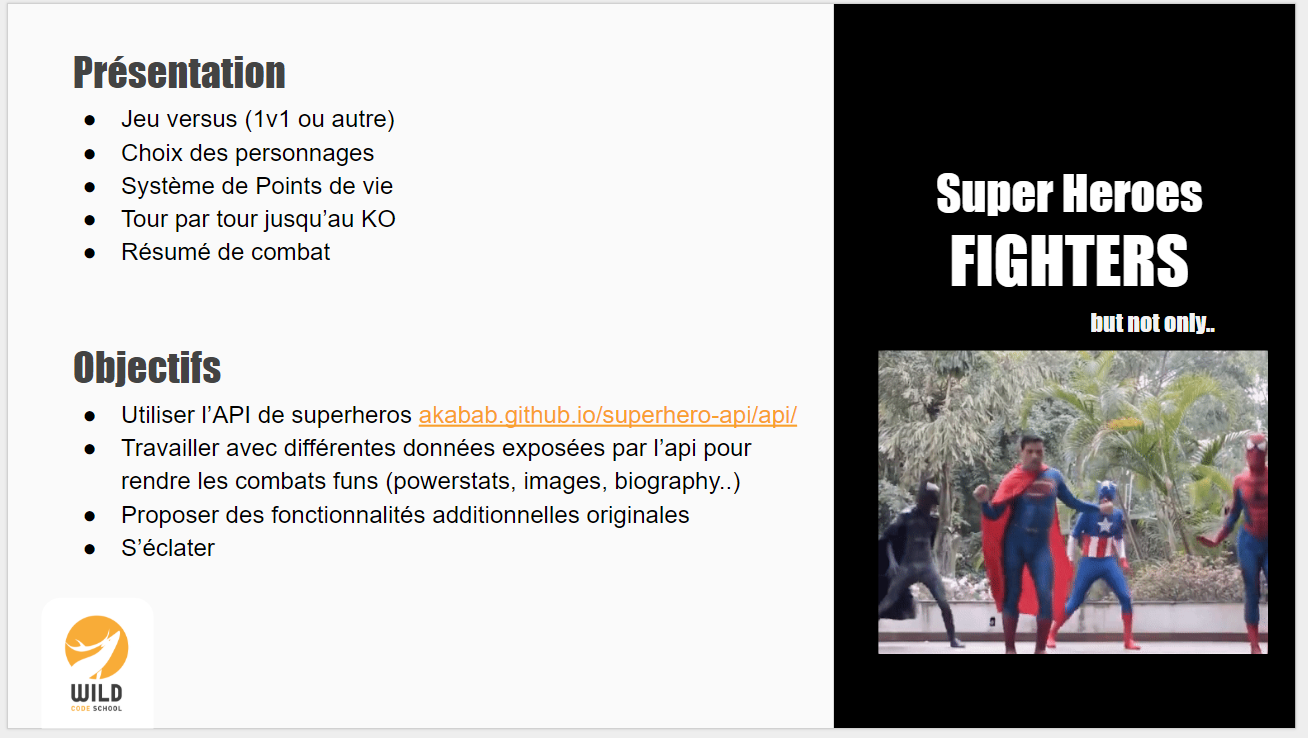 Présentation
● Jeu versus (1v1 ou autre)
● Choix des personnages
● Système de Points de vie
● Tour par tour jusqu’au KO
● Résumé de combat
Objectifs
● Utiliser l’API de superheros akabab.github.io/superhero-api/api/
● Travailler avec différentes données exposées par l’api pour
rendre les combats funs (powerstats, images, biography..)
● Proposer des fonctionnalités additionnelles originales
● S’éclater
WILD
CODE SCHOOL
Super Heroes
FIGHTERS
but not only..